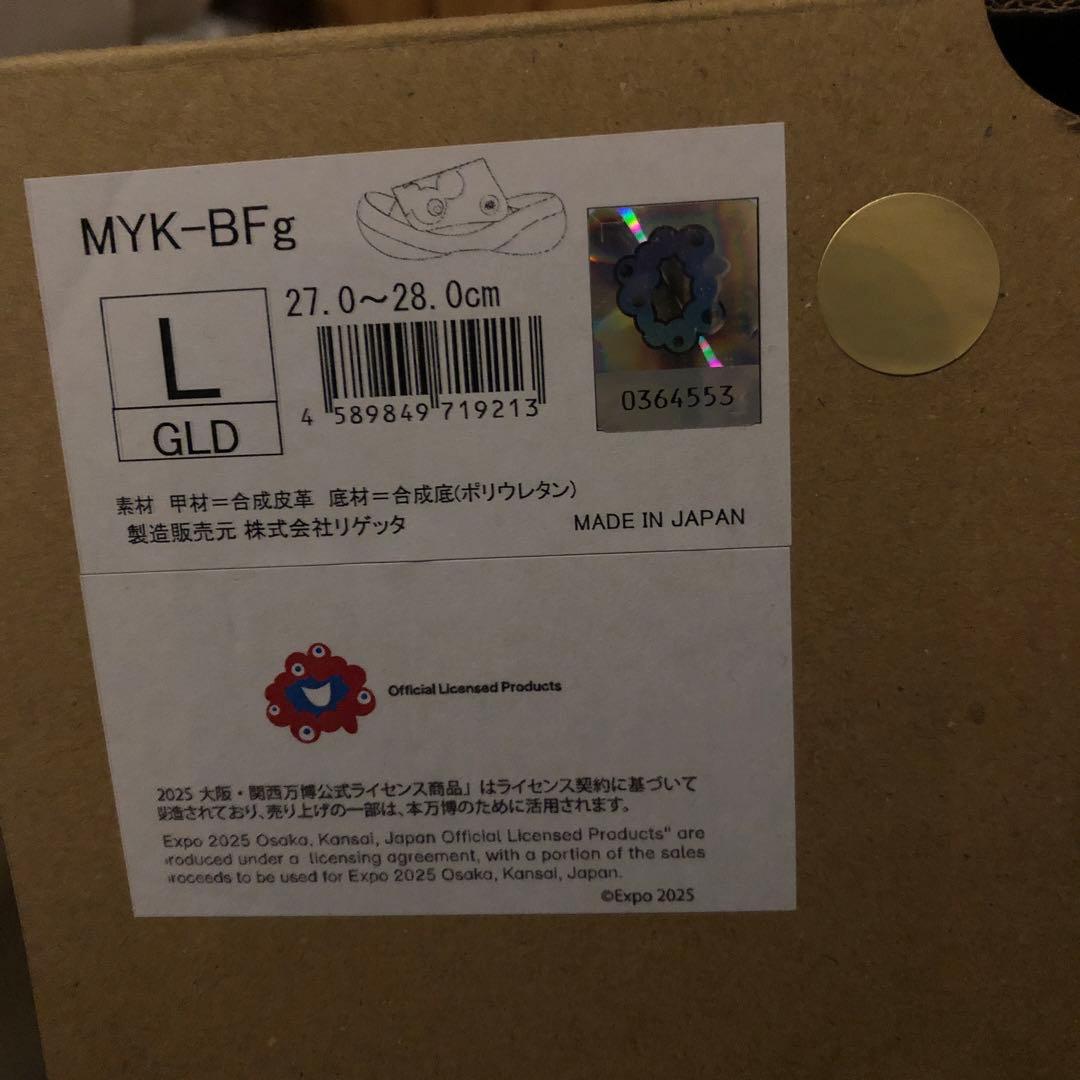 MYK-BFg
27.0～28.0cm
L
GLD
4 589849 719213
0364553
素材 甲材＝合成皮革 底材＝合成底(ポリウレタン)
製造販売元 株式会社リゲッタ
MADE IN JAPAN
Official Licensed Products
2025 大阪・関西万博公式ライセンス商品」はライセンス契約に基づいて
製造されており、売り上げの一部は、本万博のために活用されます。
Expo 2025 Osaka, Kansai, Japan Official Licensed Products" are
roduced under a licensing agreement, with a portion of the sales
roceeds to be used for Expo 2025 Osaka, Kansai, Japan.
©Expo 2025